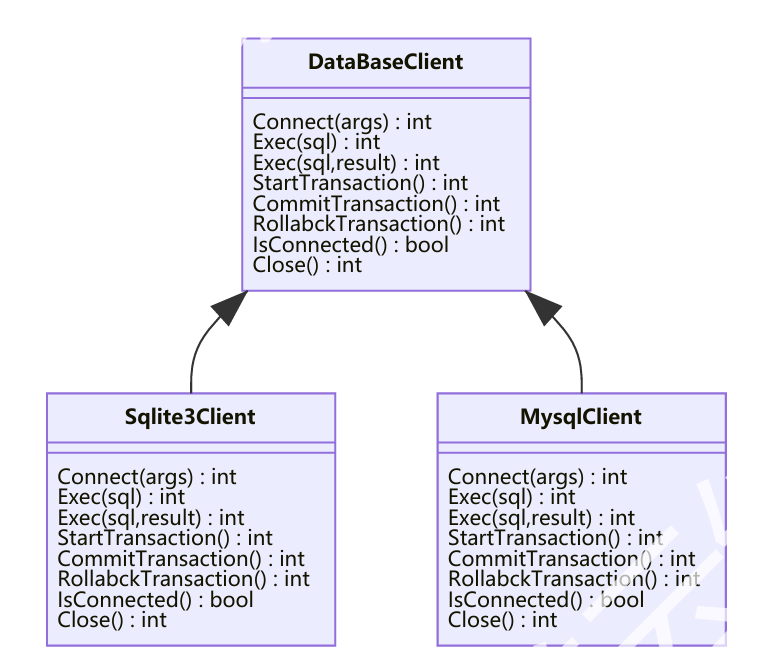 DataBaseClient
Connect(args) : int
Exec(sql) : int
Exec(sql,result) : int
StartTransaction() : int
CommitTransaction() : int
RollabckTransaction() : int
IsConnected() : bool
Close() : int
Sqlite3Client
Connect(args) : int
Exec(sql) : int
Exec(sql,result) : int
StartTransaction() : int
CommitTransaction() : int
RollabckTransaction() : int
IsConnected() : bool
Close() : int
MysqlClient
Connect(args) : int
Exec(sql) : int
Exec(sql,result) : int
StartTransaction() : int
CommitTransaction() : int
RollabckTransaction() : int
IsConnected() : bool
Close() : int